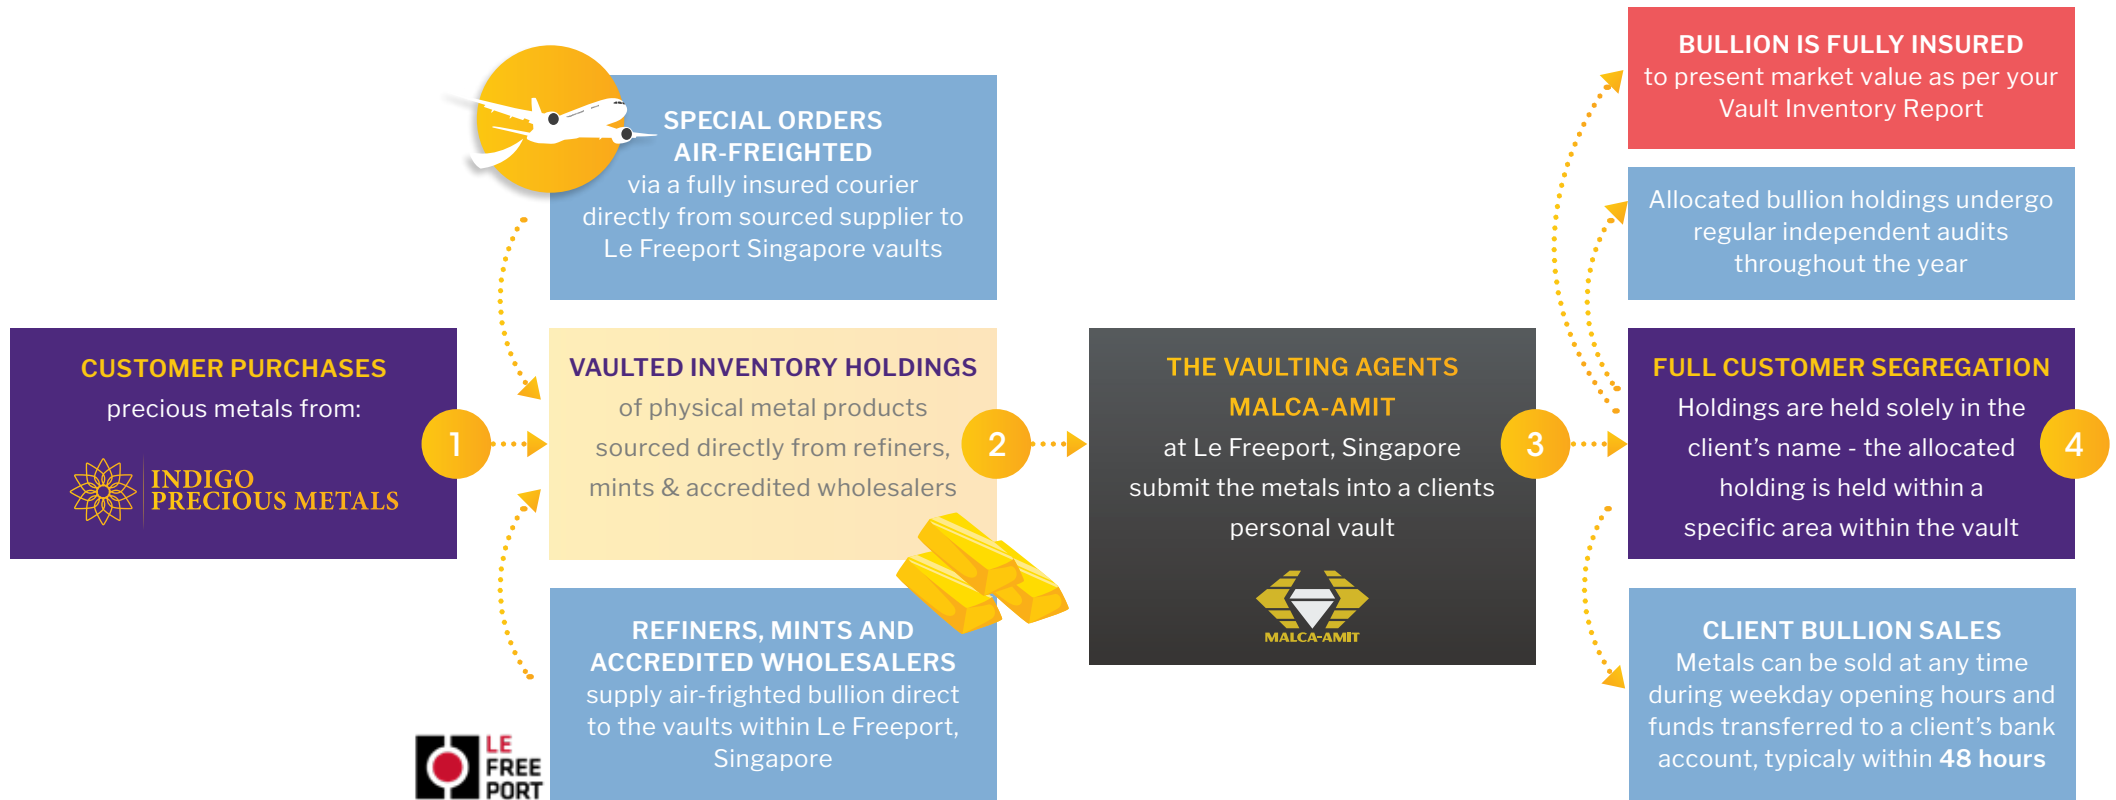 CUSTOMER PURCHASES
precious metals from:
INDIGO
PRECIOUS METALS
1
SPECIAL ORDERS
AIR-FREIGHTED
via a fully insured courier
directly from sourced supplier to
Le Freeport Singapore vaults
VAULTED INVENTORY HOLDINGS
of physical metal products
sourced directly from refiners,
mints & accredited wholesalers
2
REFINERS, MINTS AND
ACCREDITED WHOLESALERS
supply air-frighted bullion direct
to the vaults within Le Freeport,
Singapore
LE
FREE
PORT
THE VAULTING AGENTS
MALCA-AMIT
at Le Freeport, Singapore
submit the metals into a clients
personal vault
MALCA-AMIT
3
BULLION IS FULLY INSURED
to present market value as per your
Vault Inventory Report
Allocated bullion holdings undergo
regular independent audits
throughout the year
FULL CUSTOMER SEGREGATION
Holdings are held solely in the
client’s name - the allocated
holding is held within a
specific area within the vault
4
CLIENT BULLION SALES
Metals can be sold at any time
during weekday opening hours and
funds transferred to a client’s bank
account, typicaly within 48 hours